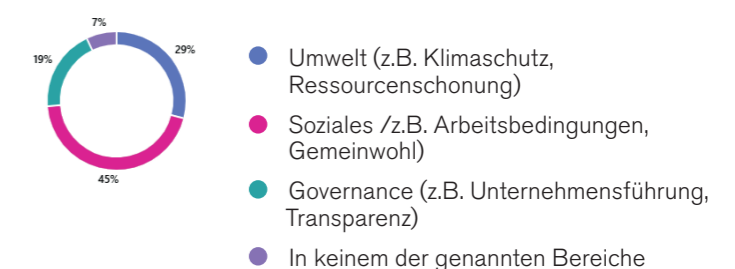 7%
29%
19%
45%
Umwelt (z.B. Klimaschutz,
Ressourcenschonung)
Soziales /z.B. Arbeitsbedingungen,
Gemeinwohl)
Governance (z.B. Unternehmensführung,
Transparenz)
In keinem der genannten Bereiche